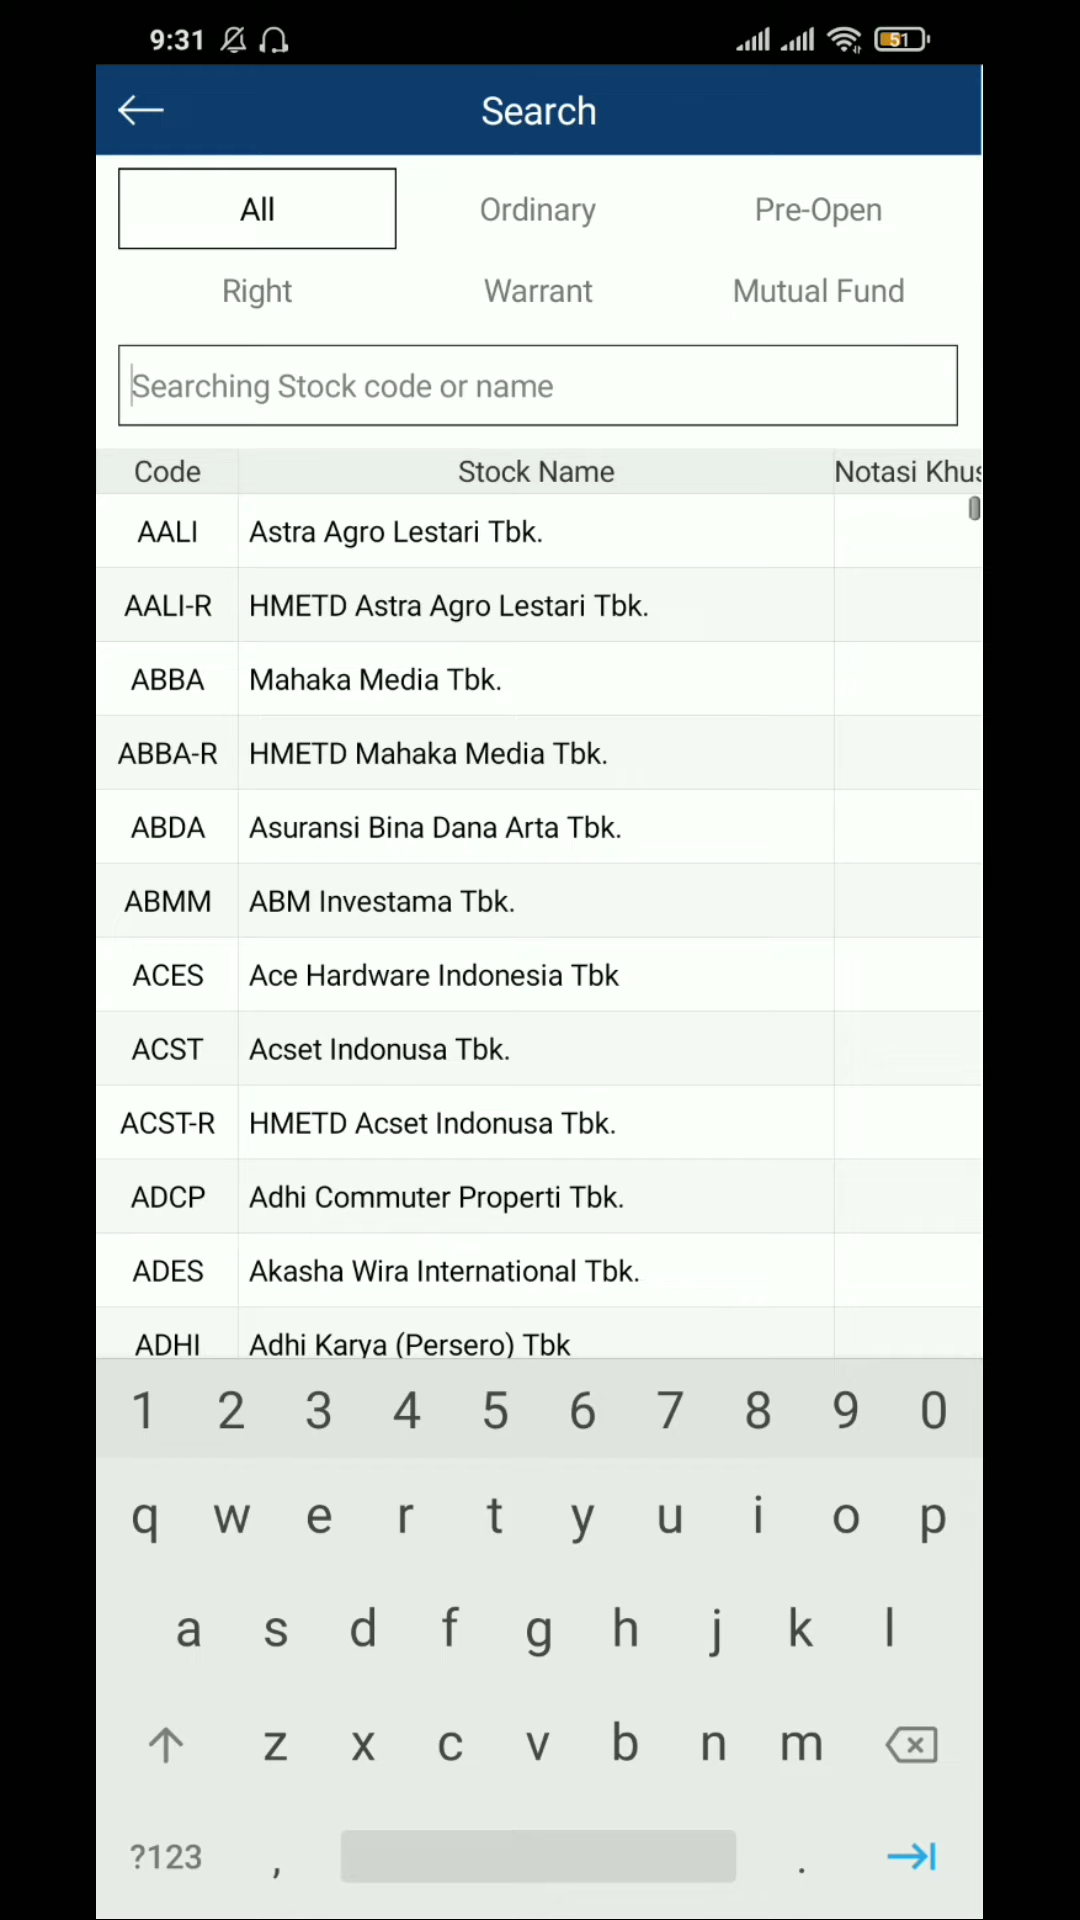 9:31
51
Search
All Ordinary Pre-Open
Right Warrant Mutual Fund
Searching Stock code or name
Code Stock Name Notasi Khus
AALI Astra Agro Lestari Tbk.
AALI-R HMETD Astra Agro Lestari Tbk.
ABBA Mahaka Media Tbk.
ABBA-R HMETD Mahaka Media Tbk.
ABDA Asuransi Bina Dana Arta Tbk.
ABMM ABM Investama Tbk.
ACES Ace Hardware Indonesia Tbk
ACST Acset Indonusa Tbk.
ACST-R HMETD Acset Indonusa Tbk.
ADCP Adhi Commuter Properti Tbk.
ADES Akasha Wira International Tbk.
ADHI Adhi Karya (Persero) Tbk
1 2 3 4 5 6 7 8 9 0
q w e r t y u i o p
a s d f g h j k l
z x c v b n m
?123 , .